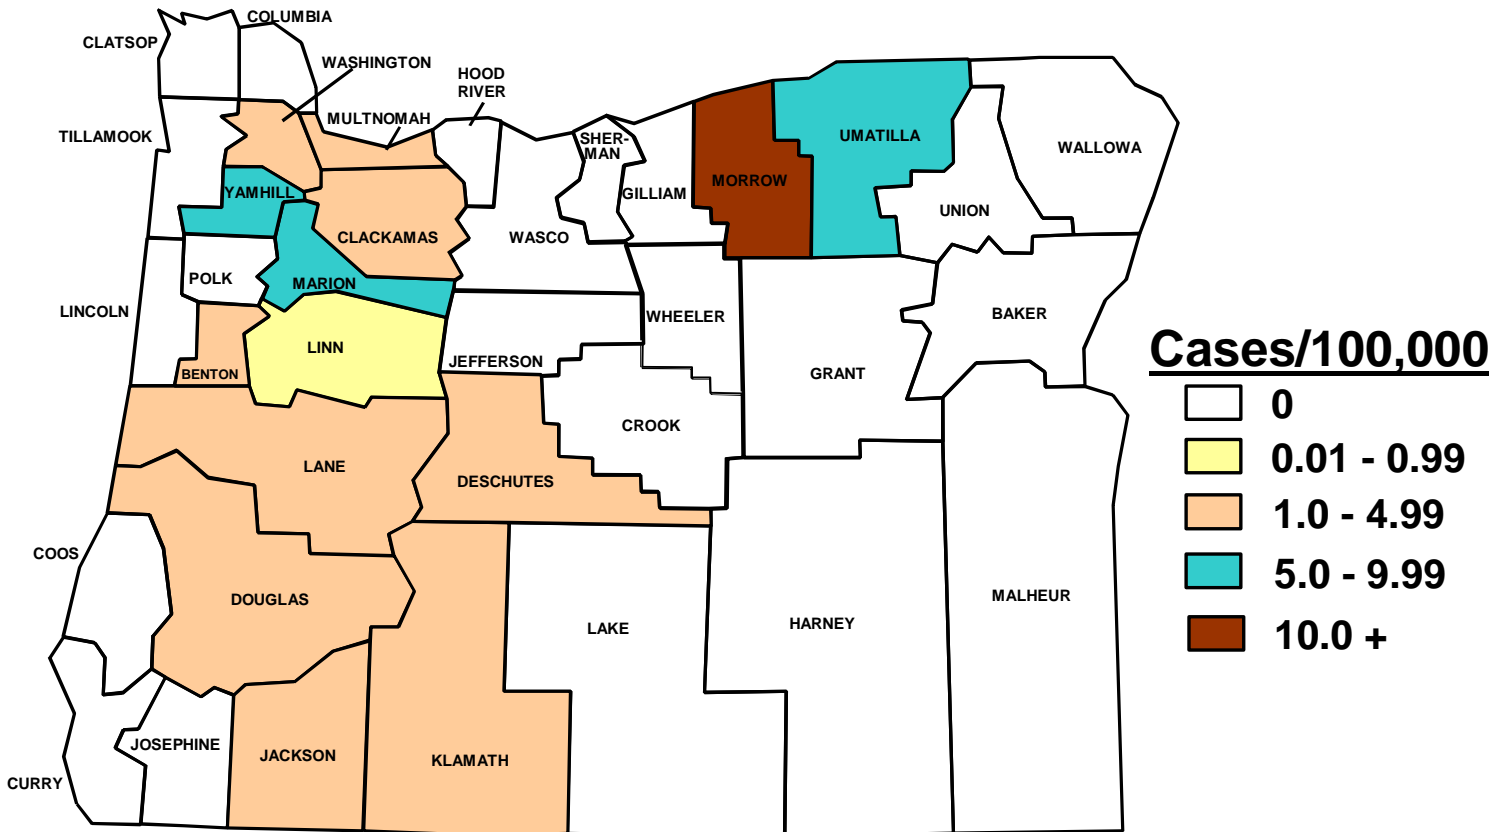 COLUMBIA
CLATSOP
WASHINGTON
HOOD
RIVER
MULTNOMAH
TILLAMOOK
SHER-
MAN
UMATILLA
WALLOWA
MORROW
YAMHILL
GILLIAM
UNION
CLACKAMAS
WASCO
POLK
MARION
LINCOLN
WHEELER
BAKER
LINN
JEFFERSON
BENTON
GRANT
CROOK
LANE
DESCHUTES
COOS
DOUGLAS
LAKE
HARNEY
MALHEUR
JOSEPHINE
JACKSON
KLAMATH
CURRY
Cases/100,000
0
0.01 - 0.99
1.0 - 4.99
5.0 - 9.99
10.0 +